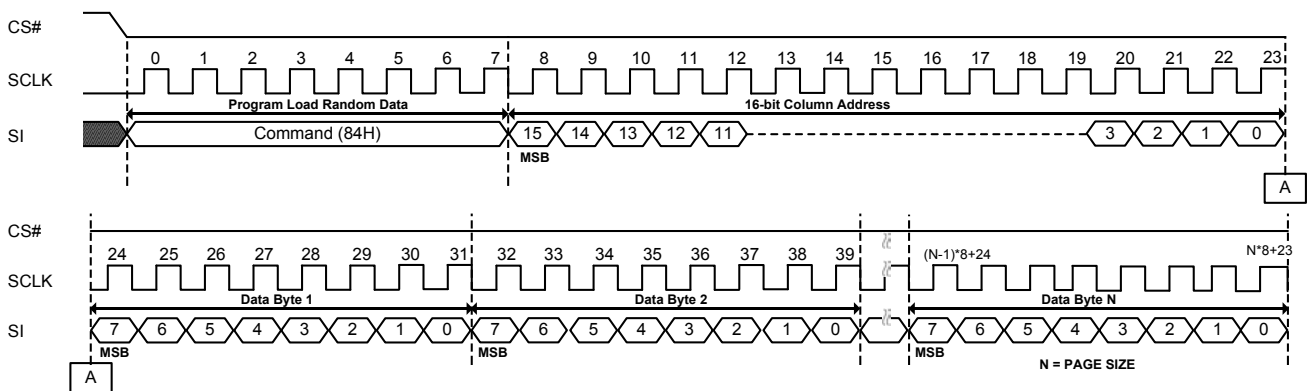 CS#
0 1 2 3 4 5 6 7 8 9 10 11 12 13 14 15 16 17 18 19 20 21 22 23
SCLK
Program Load Random Data 16-bit Column Address
SI Command (84H) 15 14 13 12 11 3 2 1 0
MSB
A
CS#
24 25 26 27 28 29 30 31 32 33 34 35 36 37 38 39 (N-1)*8+24 N*8+23
SCLK
Data Byte 1 Data Byte 2 Data Byte N
SI 7 6 5 4 3 2 1 0 7 6 5 4 3 2 1 0 7 6 5 4 3 2 1 0
MSB MSB MSB N = PAGE SIZE
A